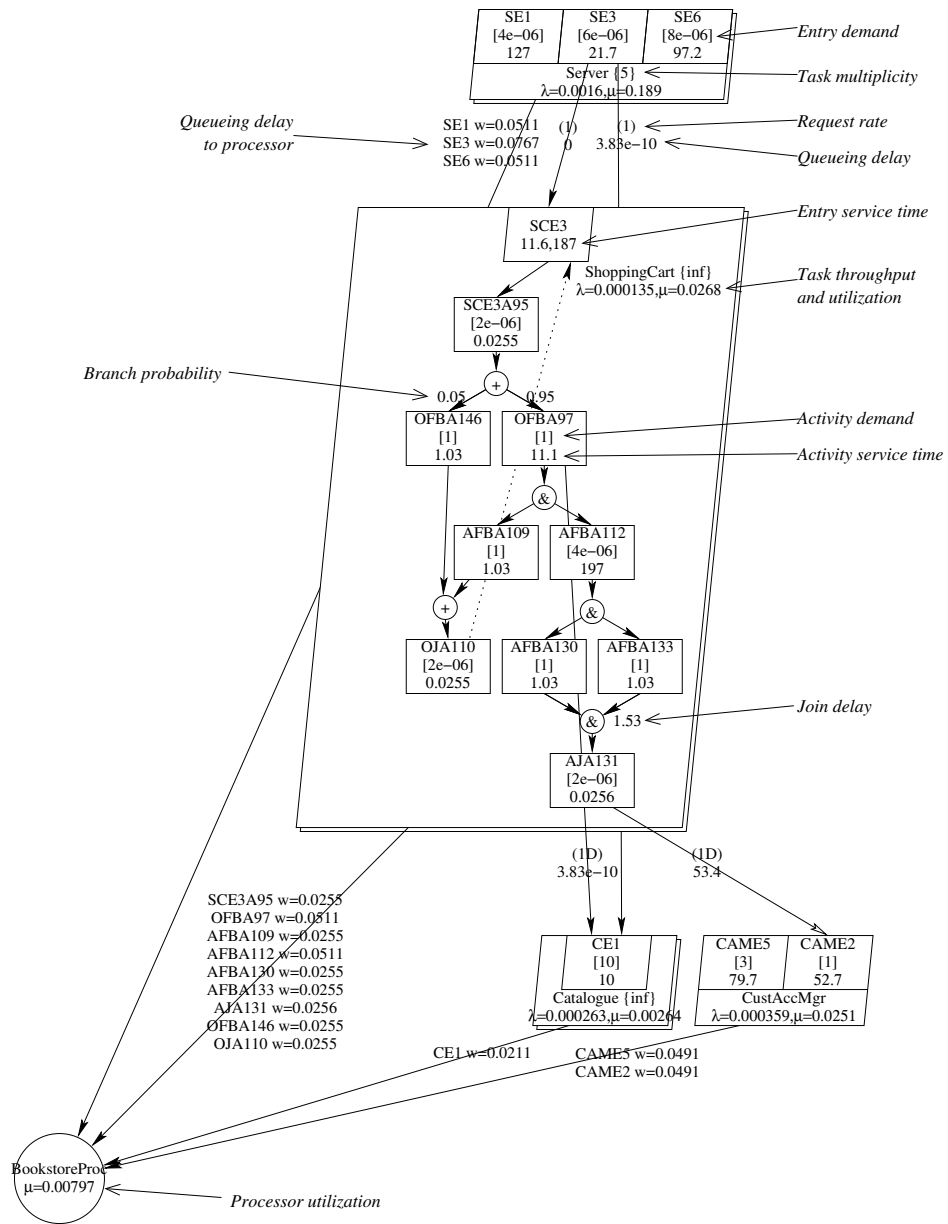 SE1
[4e−06]
127
SE3
[6e−06]
21.7
SE6
[8e−06]
97.2
Entry demand
Server {5}
λ=0.0016,μ=0.189
Task multiplicity
Queueing delay
to processor
SE1 w=0.0511
SE3 w=0.0767
SE6 w=0.0511
(1)
0
(1)
3.83e−10
Request rate
Queueing delay
SCE3
11.6,187
Entry service time
ShoppingCart {inf}
λ=0.000135,μ=0.0268
Task throughput
and utilization
SCE3A95
[2e−06]
0.0255
Branch probability
+
0.05
0.95
OFBA146
[1]
1.03
OFBA97
[1]
11.1
Activity demand
Activity service time
&
AFBA109
[1]
1.03
AFBA112
[4e−06]
197
+
&
OJA110
[2e−06]
0.0255
AFBA130
[1]
1.03
AFBA133
[1]
1.03
&
1.53
Join delay
AJA131
[2e−06]
0.0256
(1D)
3.83e−10
(1D)
53.4
SCE3A95 w=0.0255
OFBA97 w=0.0511
AFBA109 w=0.0255
AFBA112 w=0.0511
AFBA130 w=0.0255
AFBA133 w=0.0255
AJA131 w=0.0256
OFBA146 w=0.0255
OJA110 w=0.0255
CE1
[10]
10
Catalogue {inf}
λ=0.000263,μ=0.00264
CAME5
[3]
79.7
CAME2
[1]
52.7
CustAccMgr
λ=0.000359,μ=0.0251
CE1 w=0.0211
CAME5 w=0.0491
CAME2 w=0.0491
BookstoreProc
μ=0.00797
Processor utilization